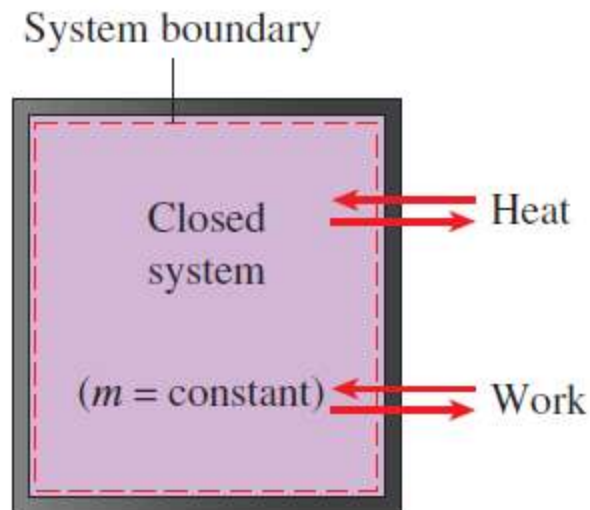 System boundary
Closed
system
Heat
(m = constant)
Work